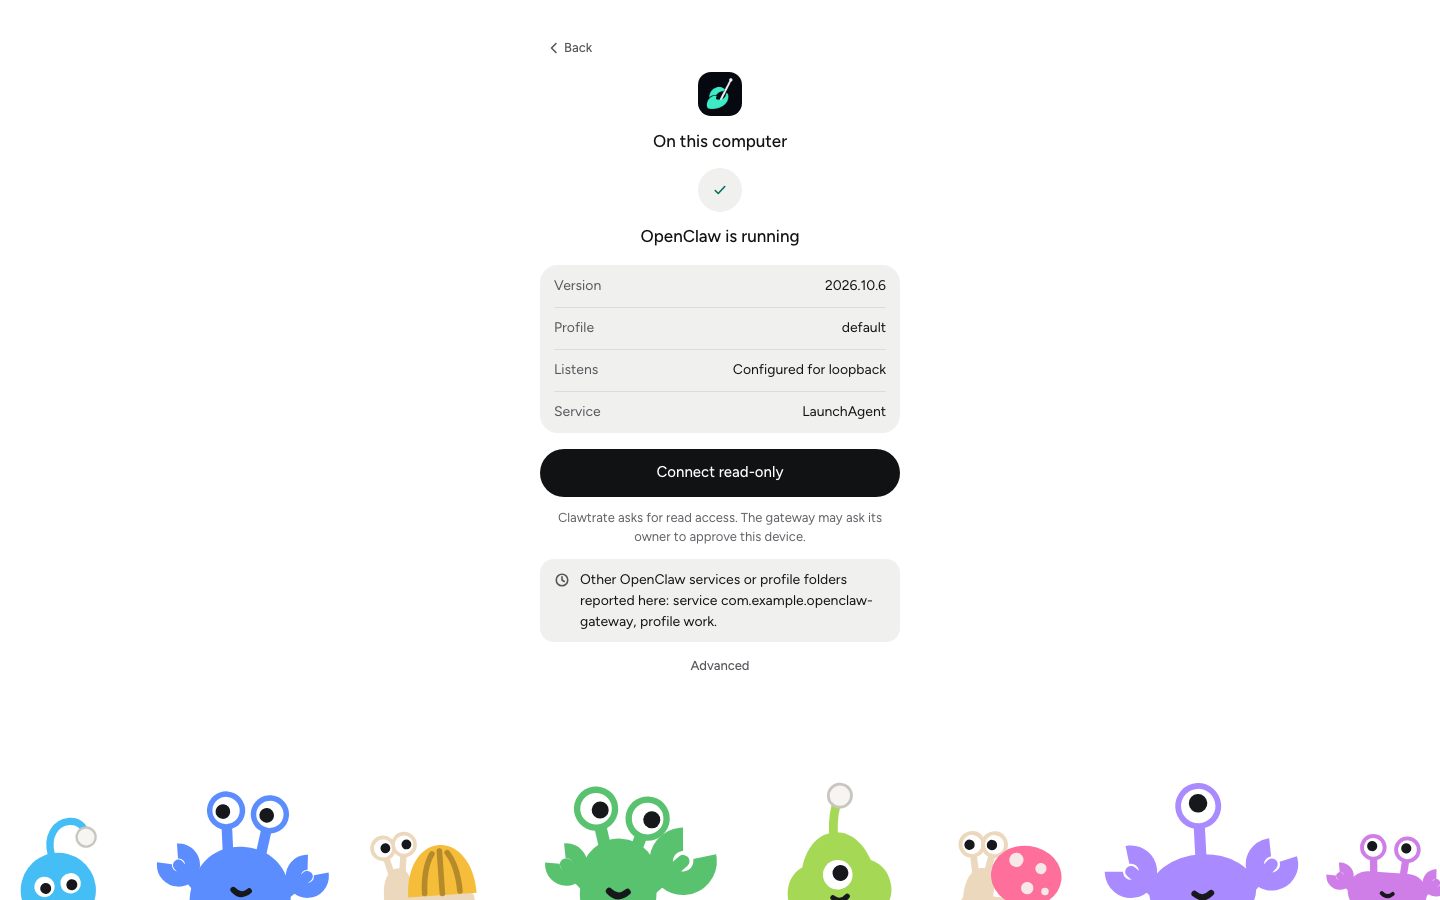 Back
On this computer
OpenClaw is running
Version 2026.10.6
Profile default
Listens Configured for loopback
Service LaunchAgent
Connect read-only
Clawtrate asks for read access. The gateway may ask its
owner to approve this device.
Other OpenClaw services or profile folders
reported here: service com.example.openclaw-
gateway, profile work.
Advanced